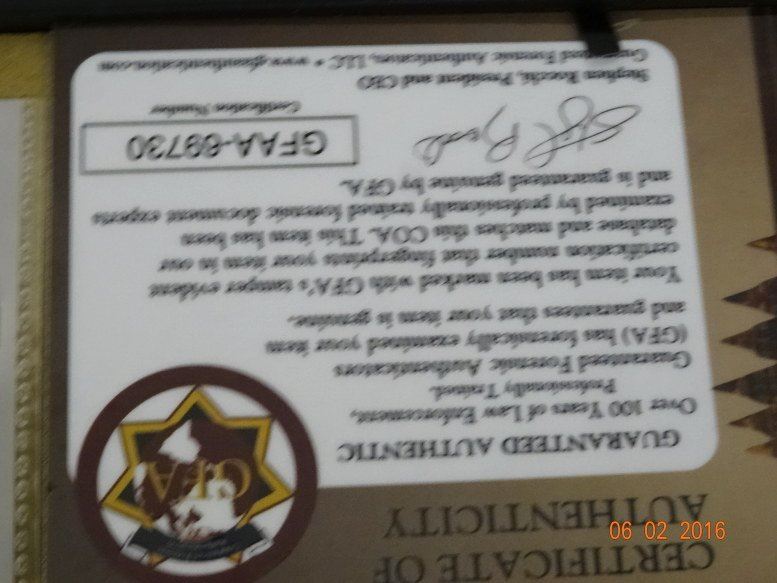 CERTIFICATE OF
AUTHENTICITY
GUARANTEED AUTHENTIC
Over 100 Years of Law Enforcement,
Professionally Trained.
Guaranteed Forensic Authenticators
(GFA) has forensically examined your item
and guarantees that your item is genuine.
Your item has been marked with GFA's tamper evident
certification number that fingerprints your item in our
database and matches this COA. This item has been
examined by professionally trained forensic document experts
and is guaranteed genuine by GFA.
GFAA-69730
Certification Number
Stephen Rocchi, President and CEO
Guaranteed Forensic Authentication, LLC • www.gfaauthentication.com
GFA
06 02 2016